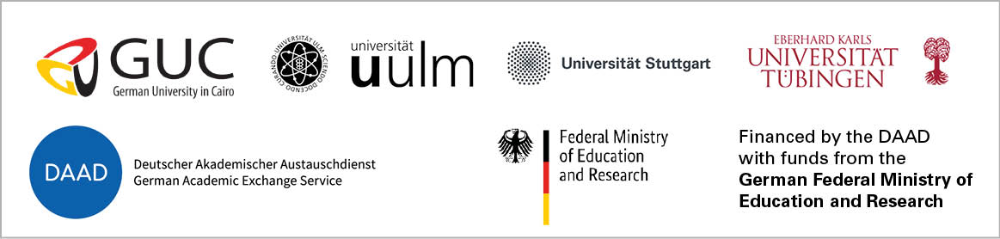 GUC
German University in Cairo
UNIVERSITÄT ULM SCIENDO DOCENDO CURANDO
universität
uulm
Universität Stuttgart
EBERHARD KARLS
UNIVERSITÄT
TÜBINGEN
DAAD
Deutscher Akademischer Austauschdienst
German Academic Exchange Service
Federal Ministry
of Education
and Research
Financed by the DAAD
with funds from the
German Federal Ministry of
Education and Research